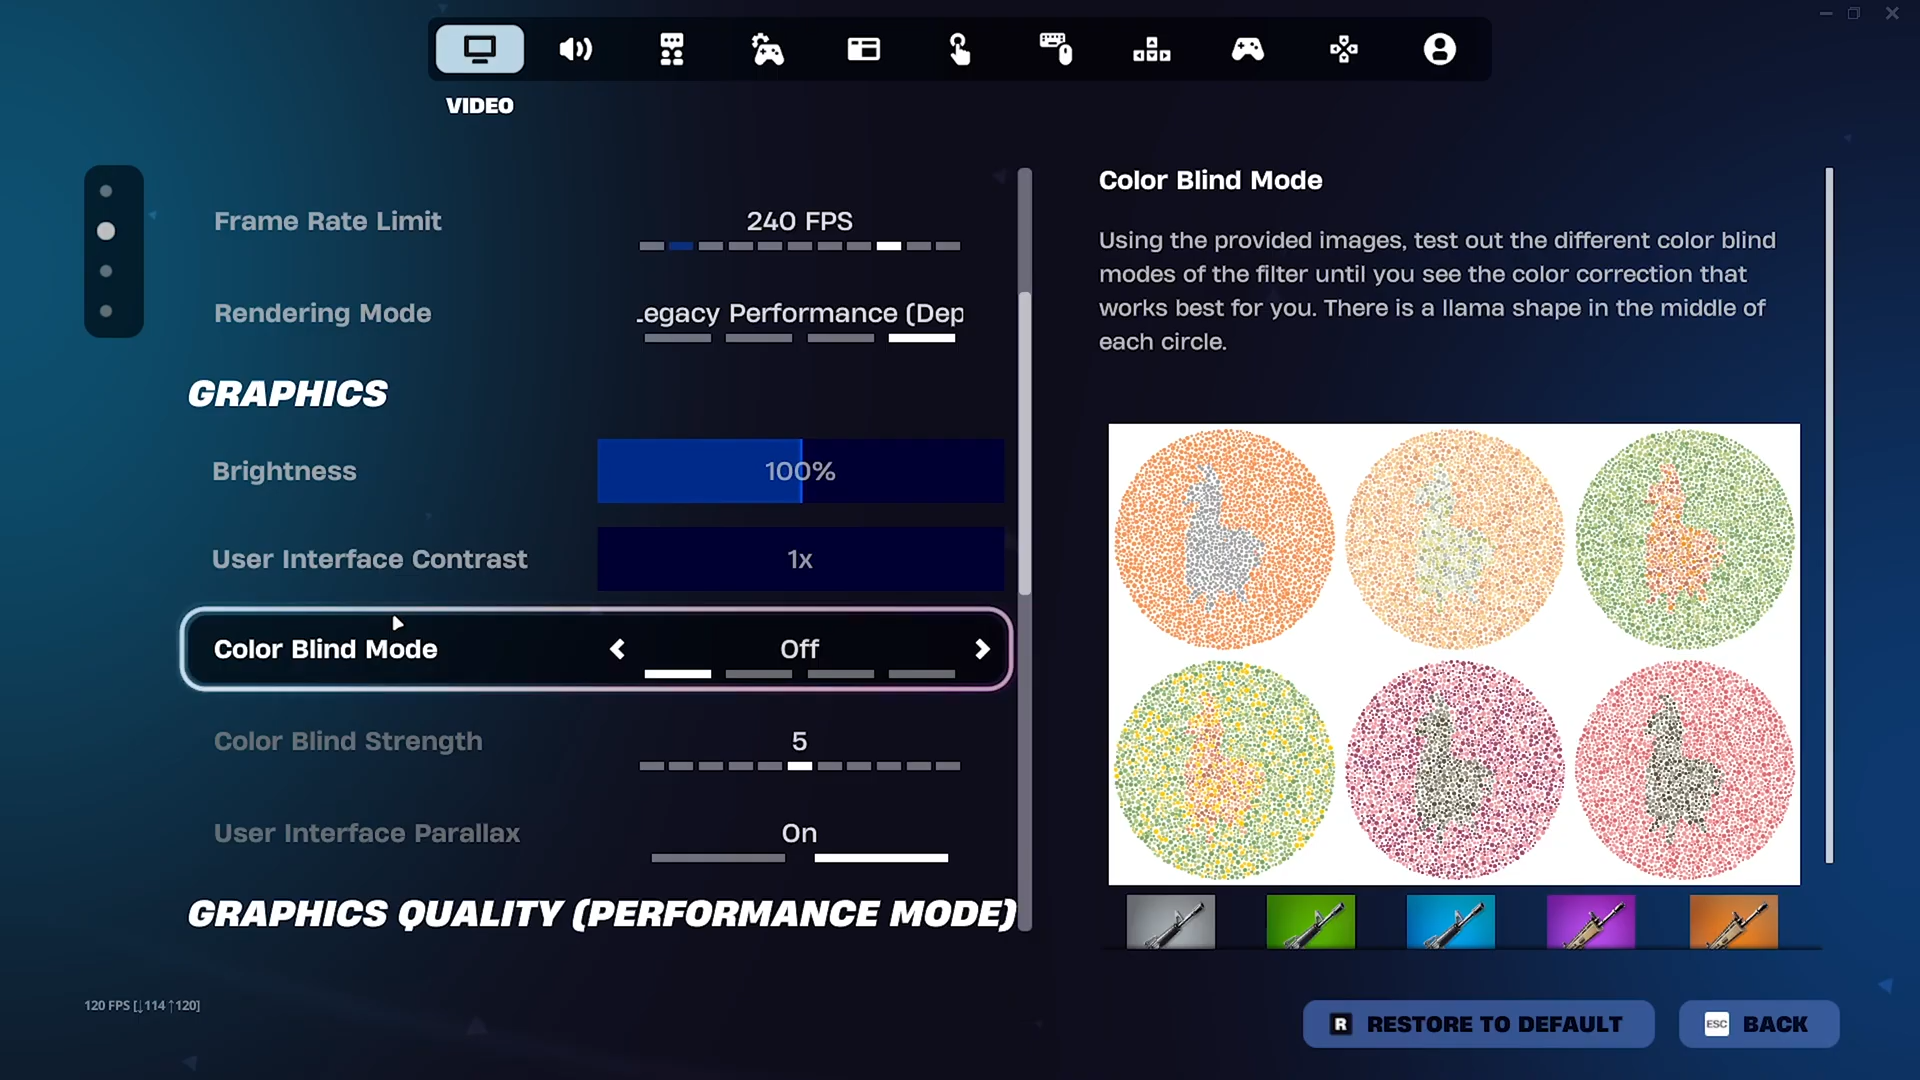 VIDEO
Frame Rate Limit
240 FPS
Rendering Mode
egacy Performance (Dep
GRAPHICS
Brightness
100%
User Interface Contrast
1x
Color Blind Mode
Off
Color Blind Strength
5
User Interface Parallax
On
GRAPHICS QUALITY (PERFORMANCE MODE)
Color Blind Mode
Using the provided images, test out the different color blind
modes of the filter until you see the color correction that
works best for you. There is a llama shape in the middle of
each circle.
120 FPS [↓114 ↑120]
R RESTORE TO DEFAULT
ESC BACK